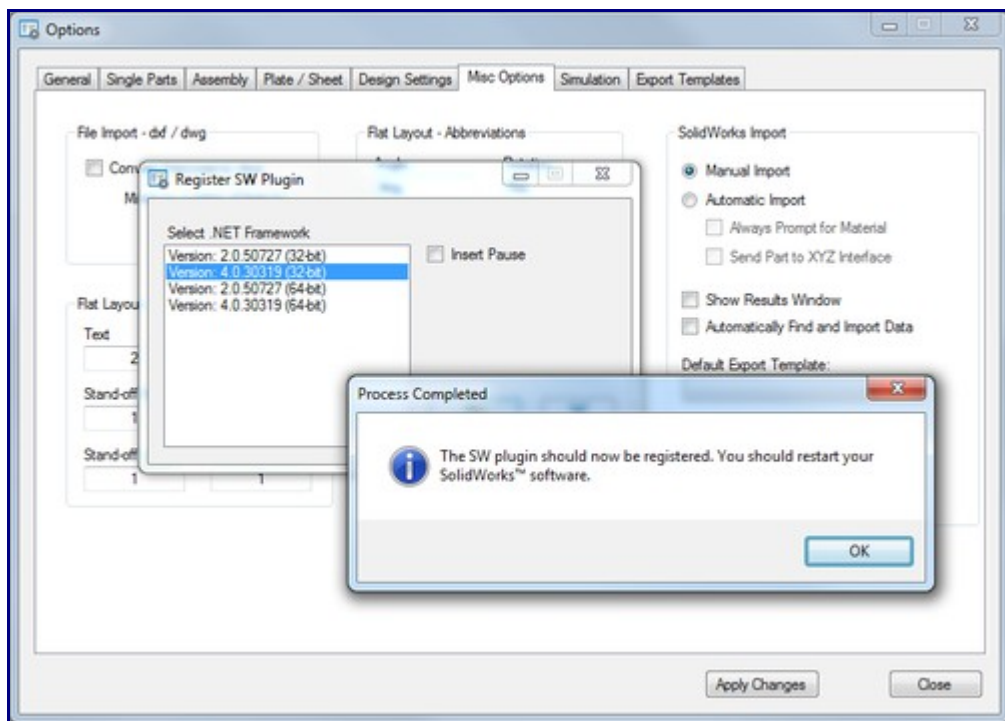 Options
General Single Parts Assembly Plate / Sheet Design Settings Misc Options Simulation Export Templates
File Import - dxf / dwg
Flat Layout - Abbreviations
SolidWorks Import
Register SW Plugin
Manual Import
Automatic Import
Always Prompt for Material
Send Part to XYZ Interface
Select .NET Framework
Version: 2.0.50727 (32-bit)
Version: 4.0.30319 (32-bit)
Version: 2.0.50727 (64-bit)
Version: 4.0.30319 (64-bit)
Insert Pause
Show Results Window
Automatically Find and Import Data
Default Export Template:
Text
2
Stand-off
1
Stand-off
1 1
Process Completed
The SW plugin should now be registered. You should restart your
SolidWorks™ software.
OK
Apply Changes Close